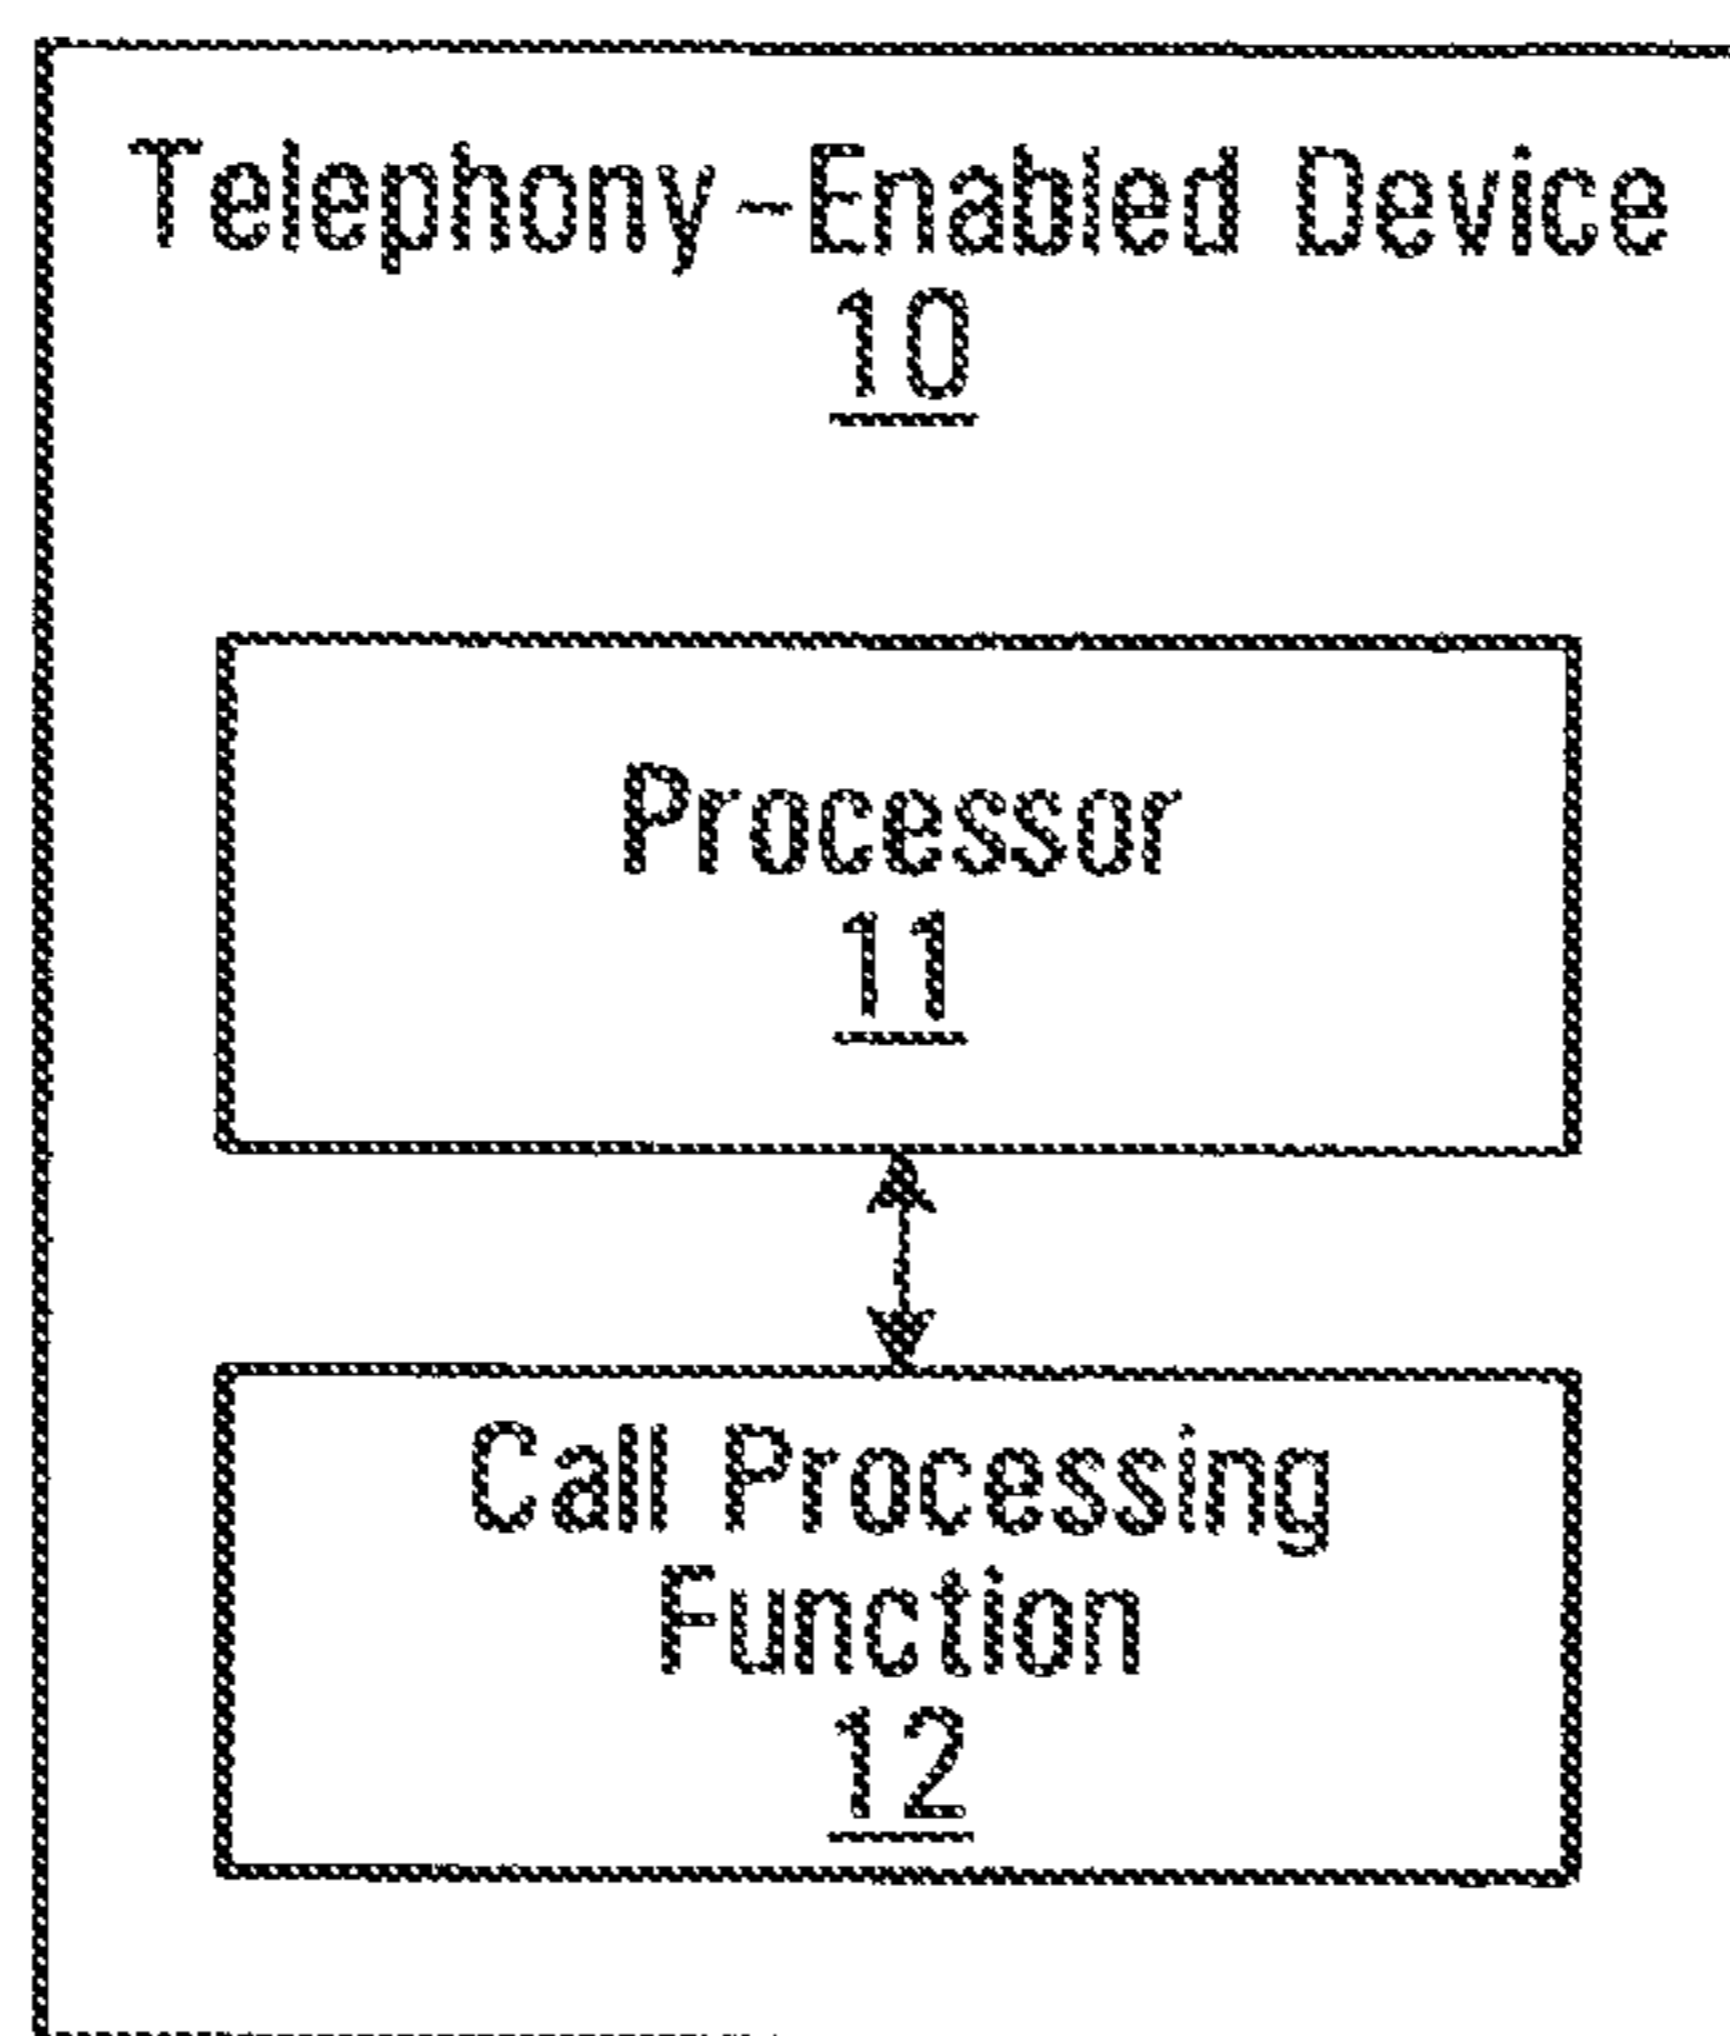 Telephony-Enabled Device
10
Processor
11
Call Processing
Function
12